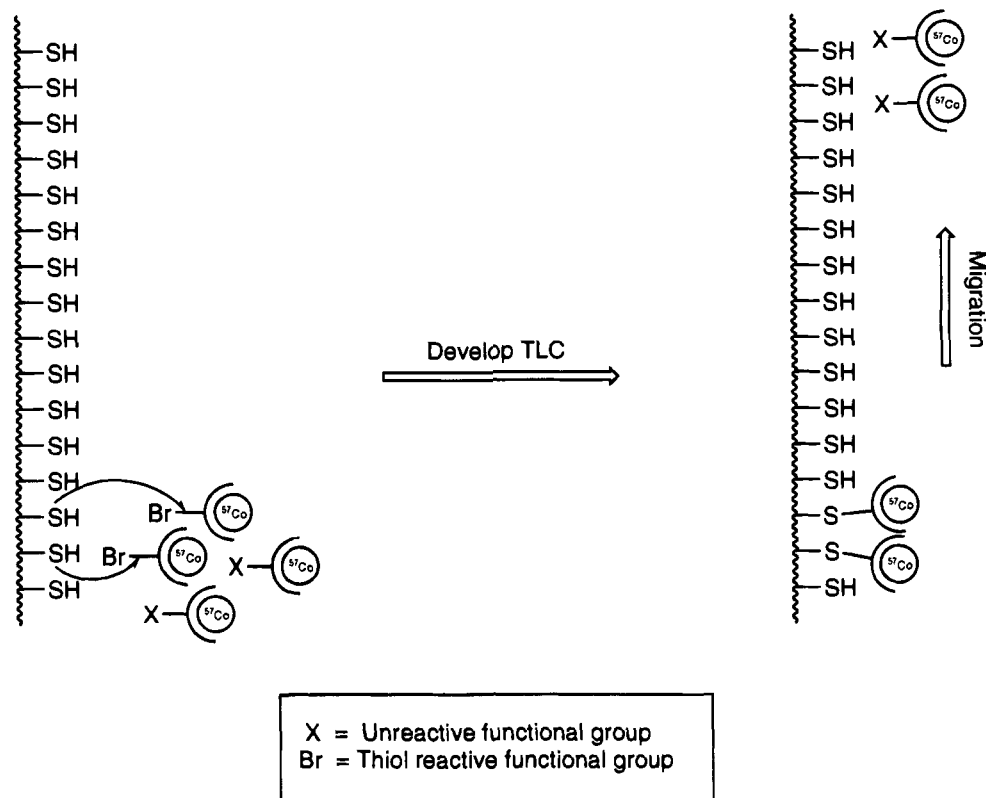 SH
SH
SH
SH
SH
SH
SH
SH
SH
SH
SH
SH
SH
SH Br ⁵⁷Co
SH Br ⁵⁷Co X ⁵⁷Co
SH
X ⁵⁷Co
Develop TLC
SH X ⁵⁷Co
SH X ⁵⁷Co
SH
SH
SH
SH
SH
SH
SH
SH
SH
SH
SH
S ⁵⁷Co
S ⁵⁷Co
SH
Migration
X = Unreactive functional group
Br = Thiol reactive functional group